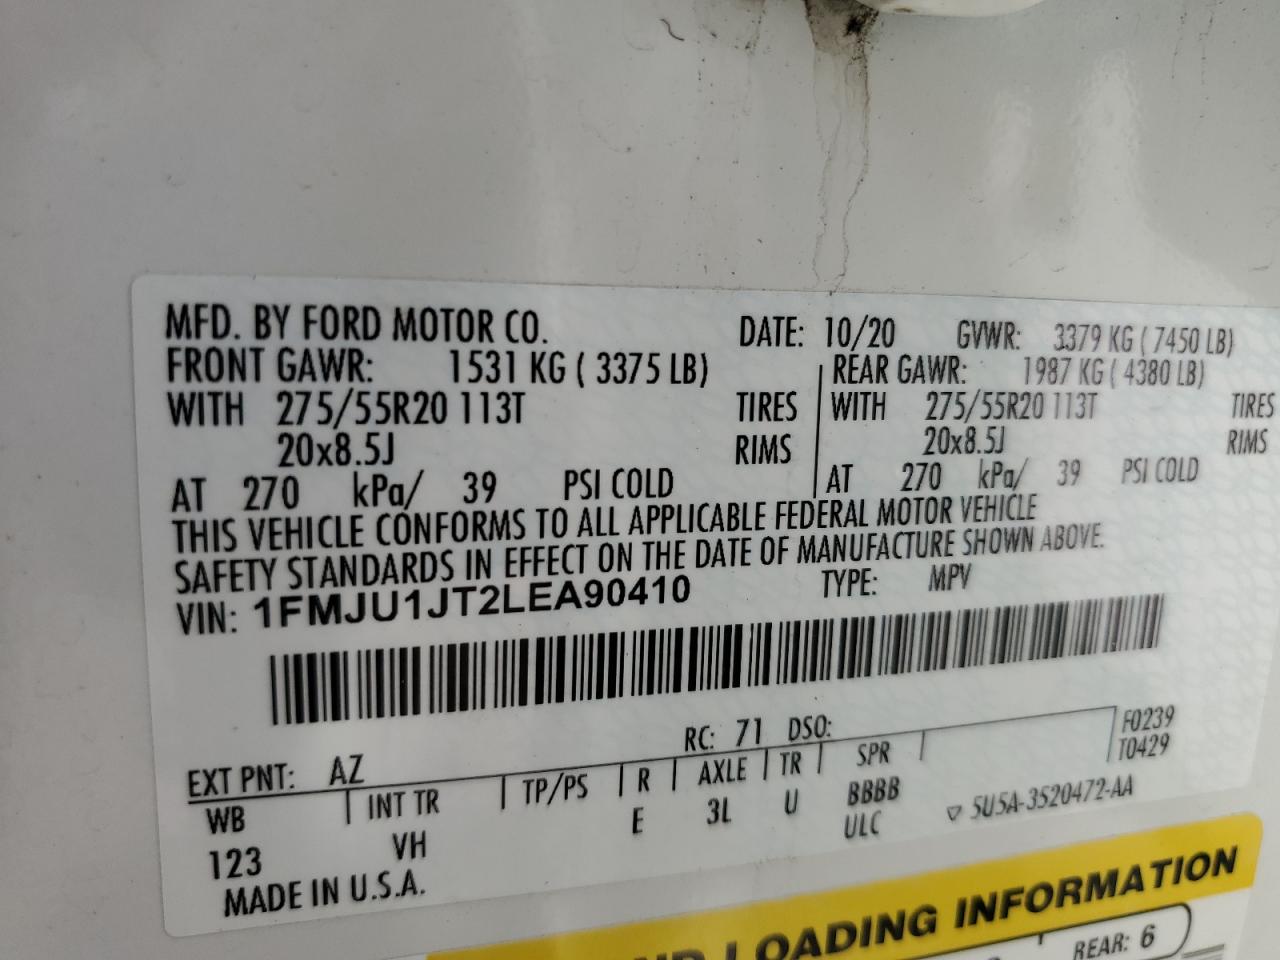 MFD. BY FORD MOTOR CO. DATE: 10/20 GVWR: 3379 KG ( 7450 LB)
FRONT GAWR: 1531 KG ( 3375 LB) REAR GAWR: 1987 KG ( 4380 LB)
WITH 275/55R20 113T TIRES WITH 275/55R20 113T TIRES
20x8.5J RIMS 20x8.5J RIMS
AT 270 kPa/ 39 PSI COLD AT 270 kPa/ 39 PSI COLD
THIS VEHICLE CONFORMS TO ALL APPLICABLE FEDERAL MOTOR VEHICLE
SAFETY STANDARDS IN EFFECT ON THE DATE OF MANUFACTURE SHOWN ABOVE.
VIN: 1FMJU1JT2LEA90410 TYPE: MPV
EXT PNT: AZ RC: 71 DSO: F0239
T0429
WB INT TR TP/PS R AXLE TR SPR
123 VH E 3L U BBBB
ULC ▽ 5U5A-3520472-AA
MADE IN U.S.A.
LOADING INFORMATION
REAR: 6